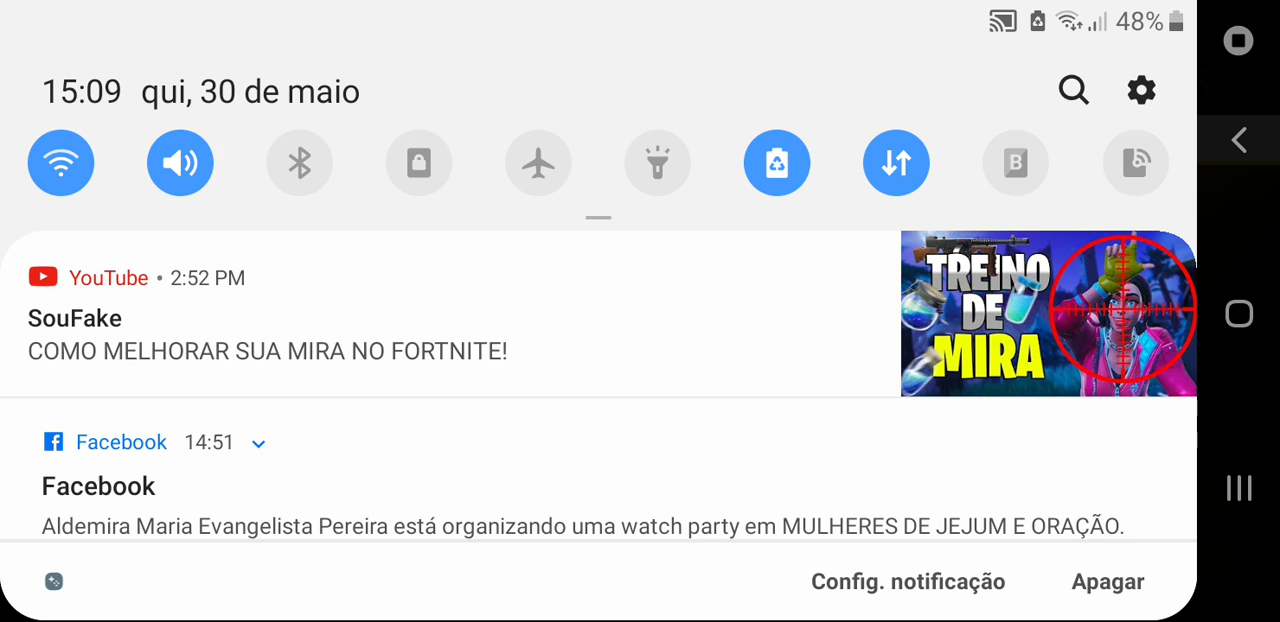 48%
15:09 qui, 30 de maio
B
YouTube • 2:52 PM
SouFake
COMO MELHORAR SUA MIRA NO FORTNITE!
TREINO
DE
MIRA
Facebook 14:51
Facebook
Aldemira Maria Evangelista Pereira está organizando uma watch party em MULHERES DE JEJUM E ORAÇÃO.
Config. notificação Apagar